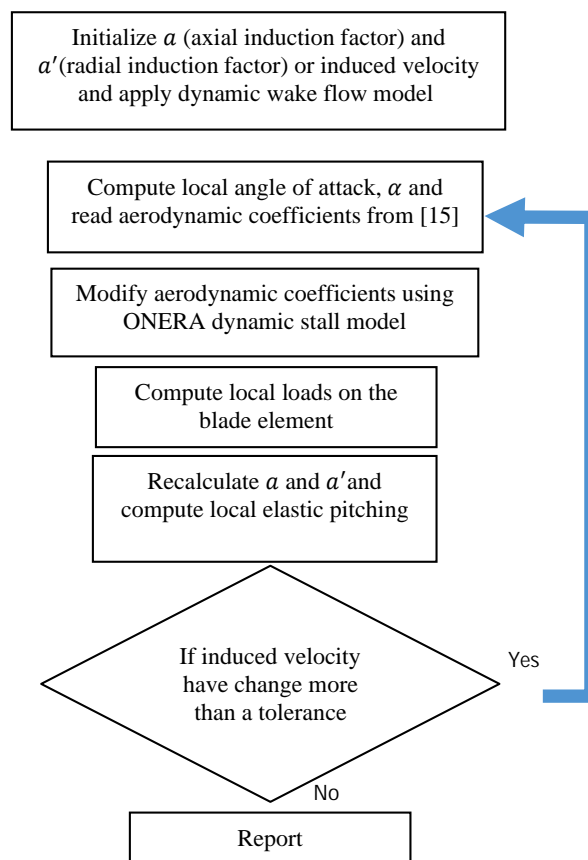 Initialize a (axial induction factor) and
a′(radial induction factor) or induced velocity
and apply dynamic wake flow model
Compute local angle of attack, α and
read aerodynamic coefficients from [15]
Modify aerodynamic coefficients using
ONERA dynamic stall model
Compute local loads on the
blade element
Recalculate a and a′and
compute local elastic pitching
If induced velocity
have change more
than a tolerance
Yes
No
Report